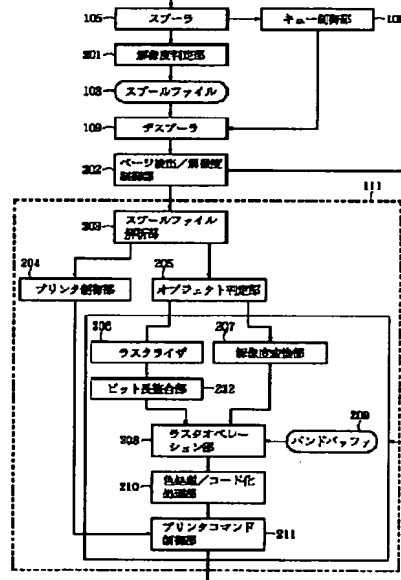 105 スプーラ
キュー制御部 10
201 解像度判定部
108 スプールファイル
109 デスプーラ
202 ページ検出/解像度
制御部
111
203 スプールファイル
解析部
204
205
プリンタ制御部
オブジェクト判定部
206
207
ラスタライザ
解像度変換部
ビット長整合部 212
209
208 ラスタオペレー
ション部
バンドバッファ
210 色処理/コード化
処理部
プリンタコマンド
制御部
211